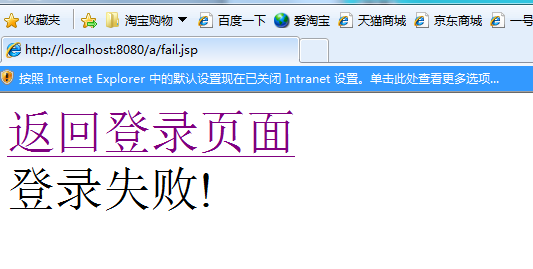 收藏夹 淘宝购物 百度一下 爱淘宝 天猫商城 京东商城 一号
http://localhost:8080/a/fail.jsp
按照 Internet Explorer 中的默认设置现在已关闭 Intranet 设置。单击此处查看更多选项...
返回登录页面
登录失败!